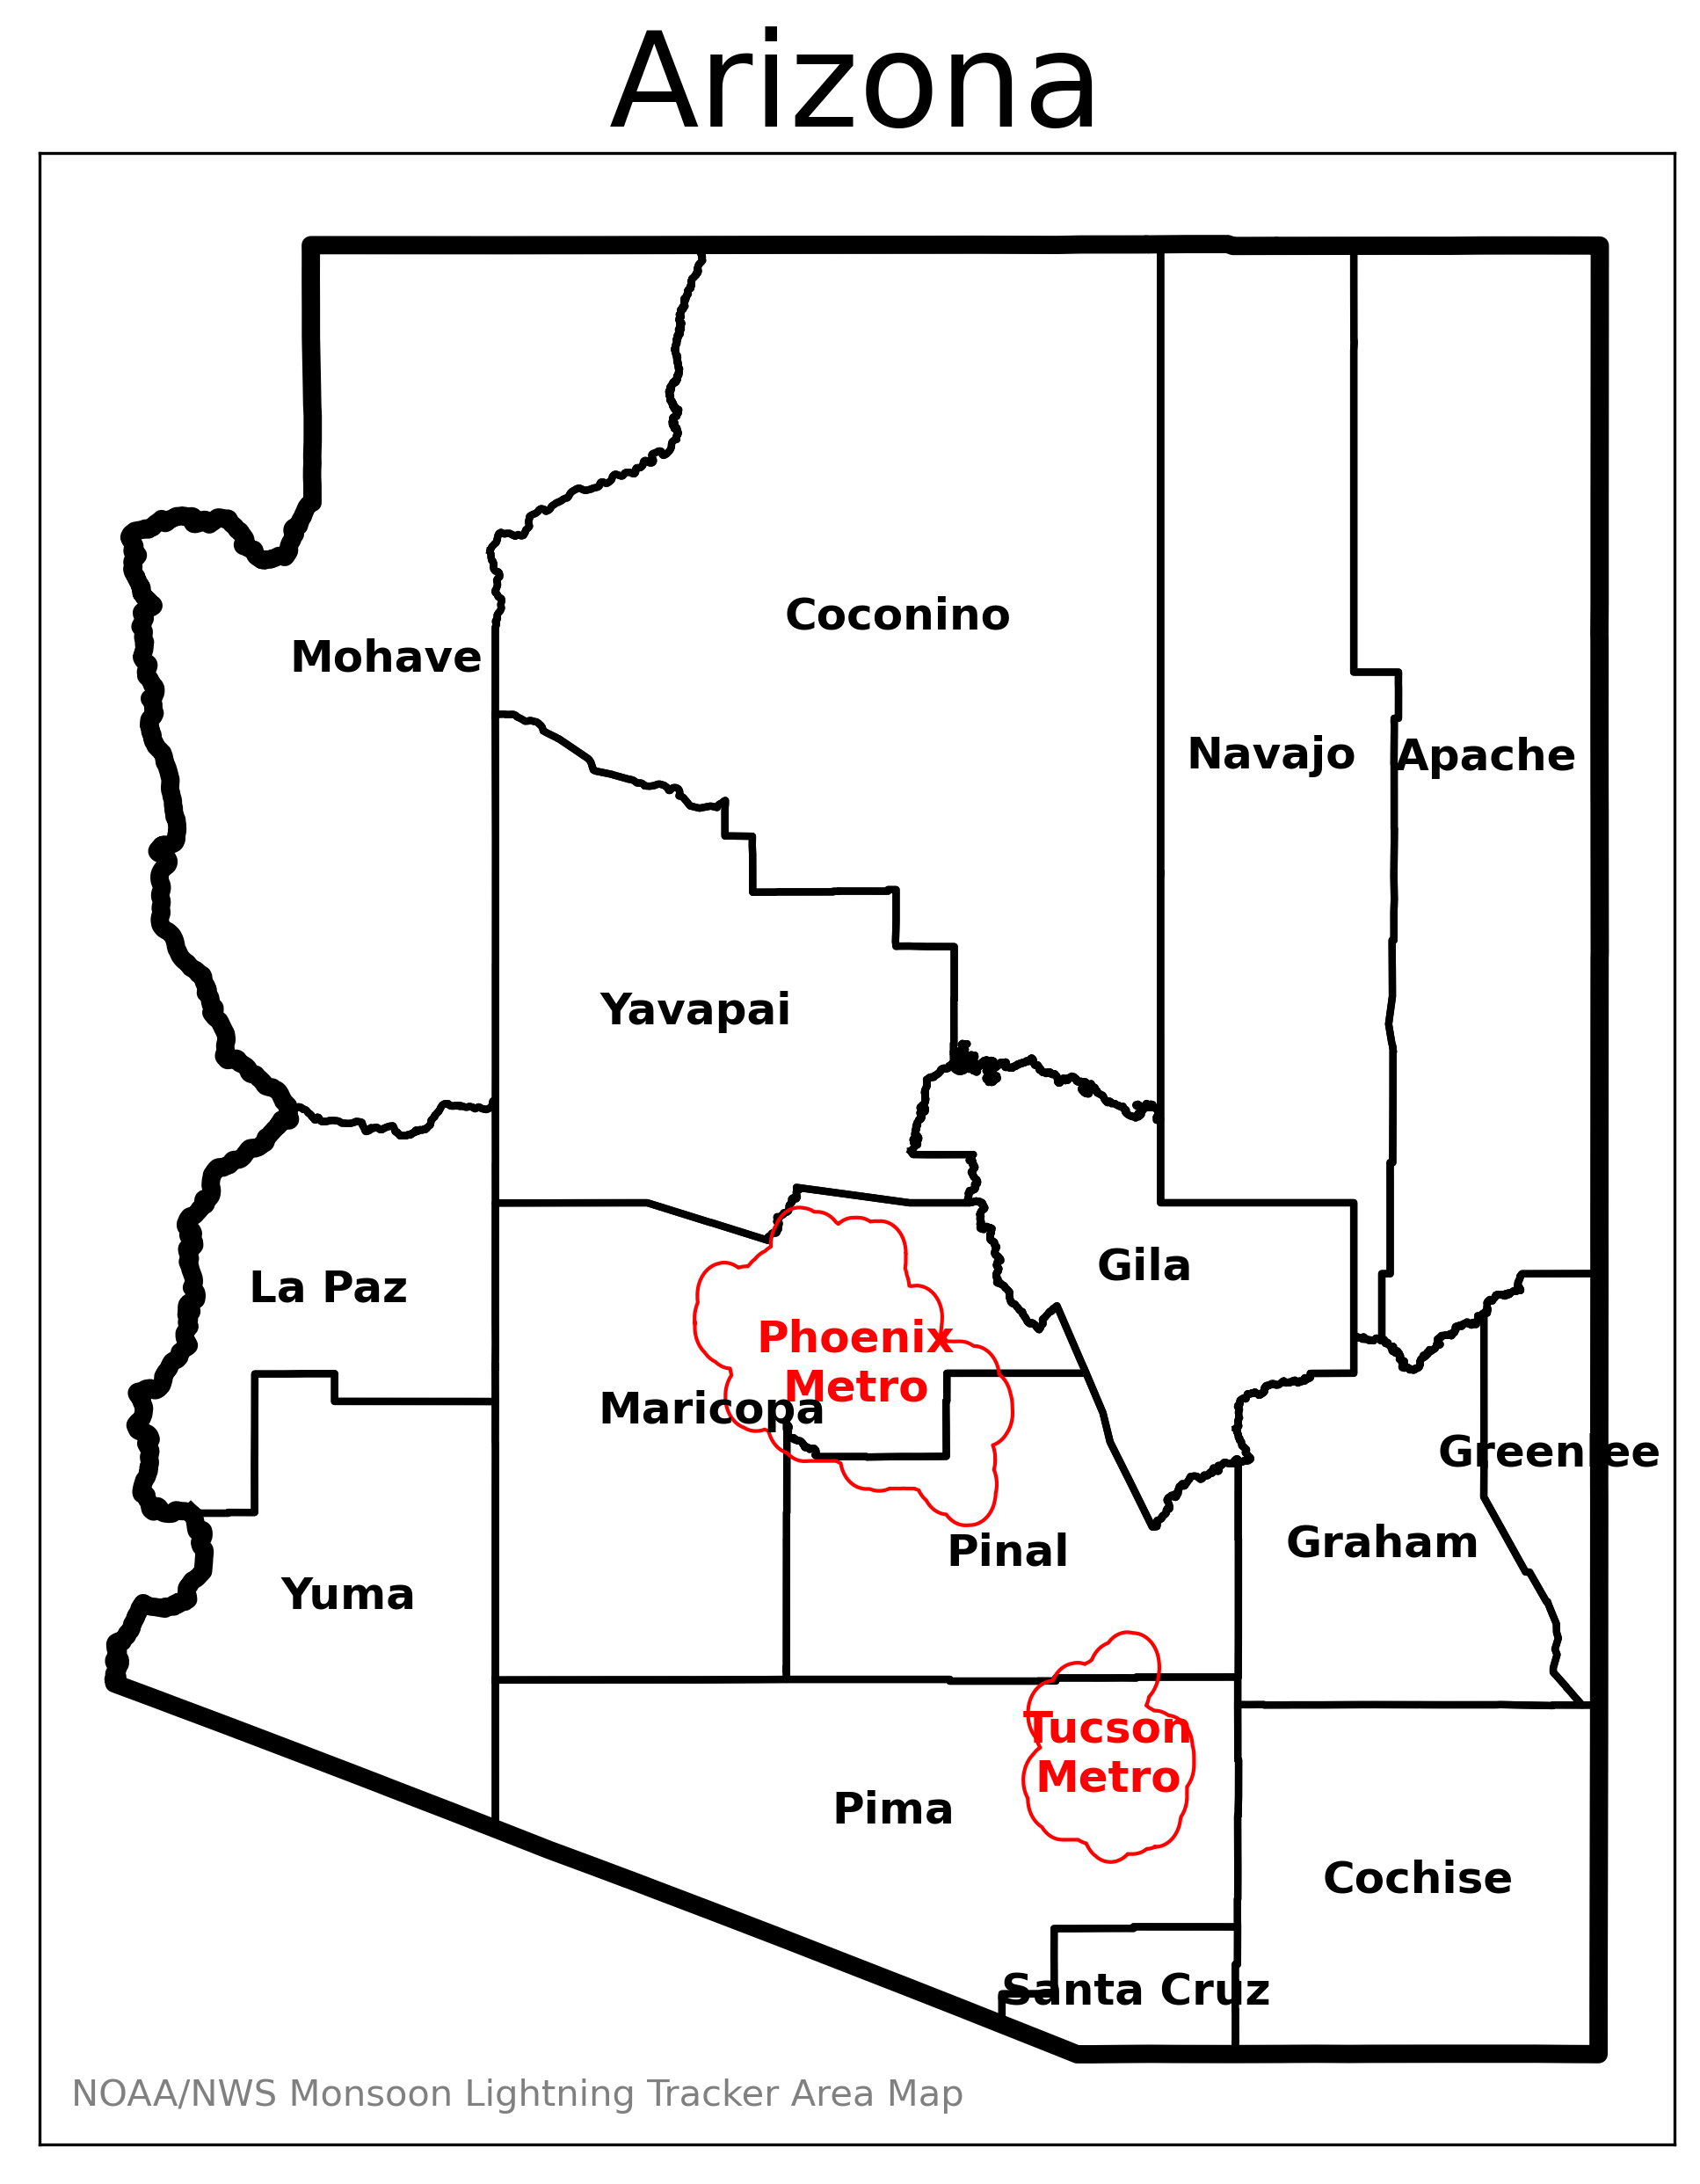 Arizona
Coconino
Mohave
Navajo
Apache
Yavapai
Gila
La Paz
Phoenix
Metro
Maricopa
Greenlee
Graham
Pinal
Yuma
Tucson
Metro
Pima
Cochise
Santa Cruz
NOAA/NWS Monsoon Lightning Tracker Area Map